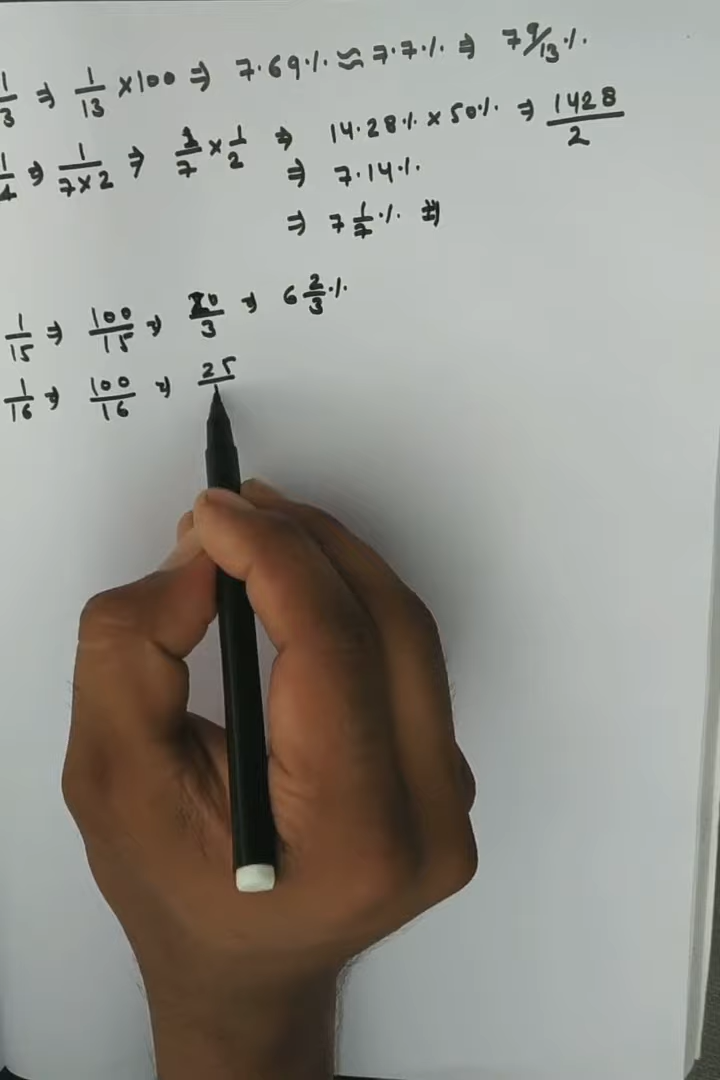 1/3 ⇒ 1/13 ×100 ⇒ 7.69% ≈ 7.7% ⇒ 7 9/13 %
1/4 ⇒ 1/7×2 ⇒ 1/7 × 1/2 ⇒ 14.28% × 50% ⇒ 1428/2
⇒ 7.14%
⇒ 7 1/7 %
1/15 ⇒ 100/15 ⇒ 20/3 ⇒ 6 2/3 %
1/16 ⇒ 100/16 ⇒ 25